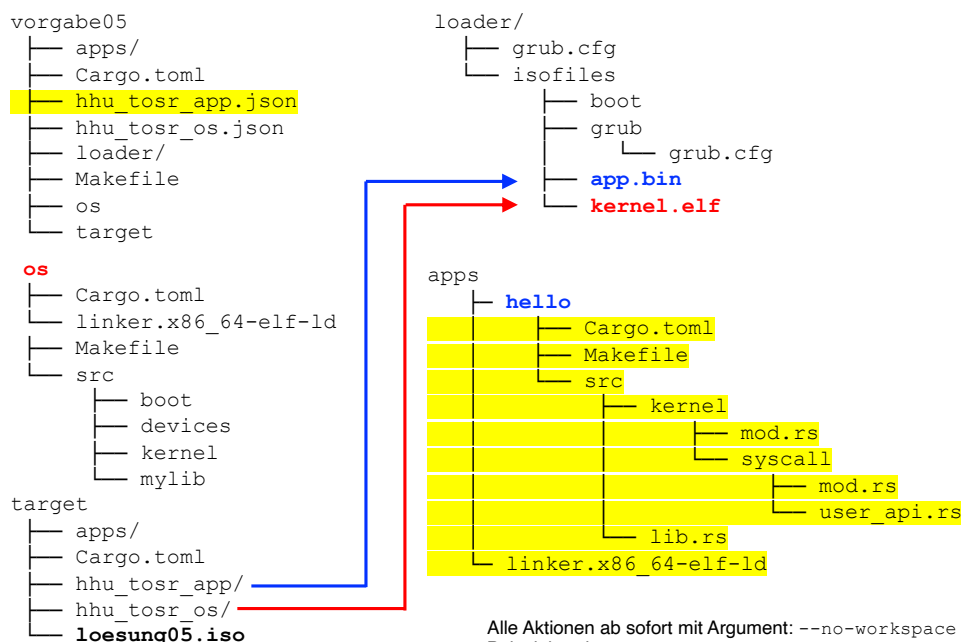 vorgabe05
├── apps/
├── Cargo.toml
├── hhu_tosr_app.json
├── hhu_tosr_os.json
├── loader/
├── Makefile
├── os
└── target
os
├── Cargo.toml
└── linker.x86_64-elf-ld
├── Makefile
└── src
├── boot
├── devices
├── kernel
└── mylib
target
├── apps/
├── Cargo.toml
├── hhu_tosr_app/
├── hhu_tosr_os/
└── loesung05.iso
loader/
├── grub.cfg
└── isofiles
├── boot
├── grub
│ └── grub.cfg
├── app.bin
└── kernel.elf
apps
├─ hello
│ ├── Cargo.toml
│ ├── Makefile
│ └── src
│ ├── kernel
│ │ ├── mod.rs
│ │ └── syscall
│ │ ├── mod.rs
│ │ └── user_api.rs
│ └── lib.rs
└─ linker.x86_64-elf-ld
Alle Aktionen ab sofort mit Argument: --no-workspace